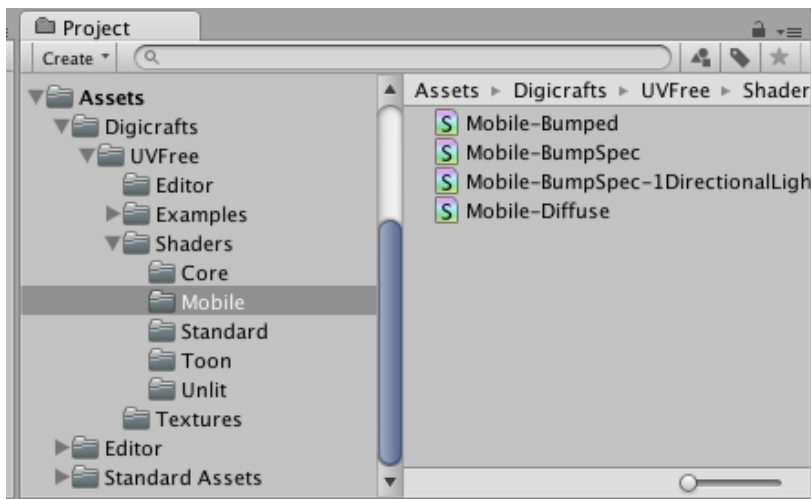 Project
Create
Assets
Digicrafts
UVFree
Editor
Examples
Shaders
Core
Mobile
Standard
Toon
Unlit
Textures
Editor
Standard Assets
Assets ▸ Digicrafts ▸ UVFree ▸ Shader
Mobile-Bumped
Mobile-BumpSpec
Mobile-BumpSpec-1DirectionalLigh
Mobile-Diffuse